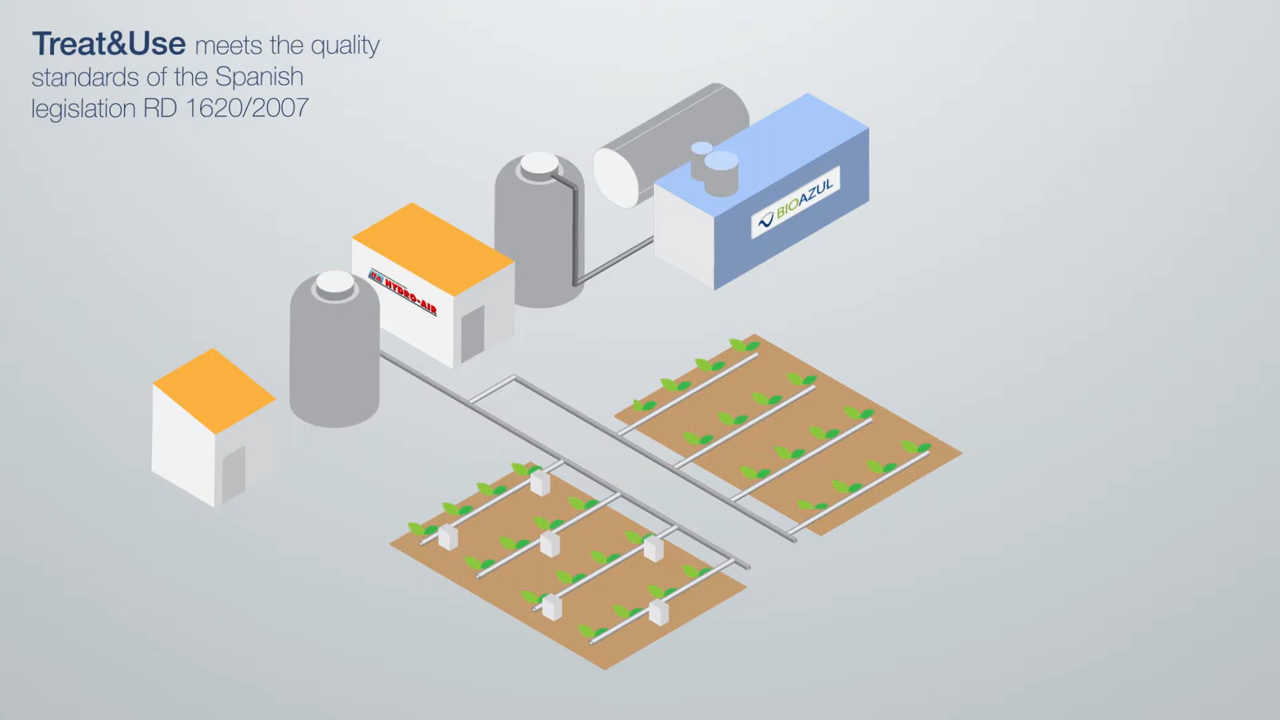 Treat&Use meets the quality
standards of the Spanish
legislation RD 1620/2007
BIOAZUL
HYDRO-AIR